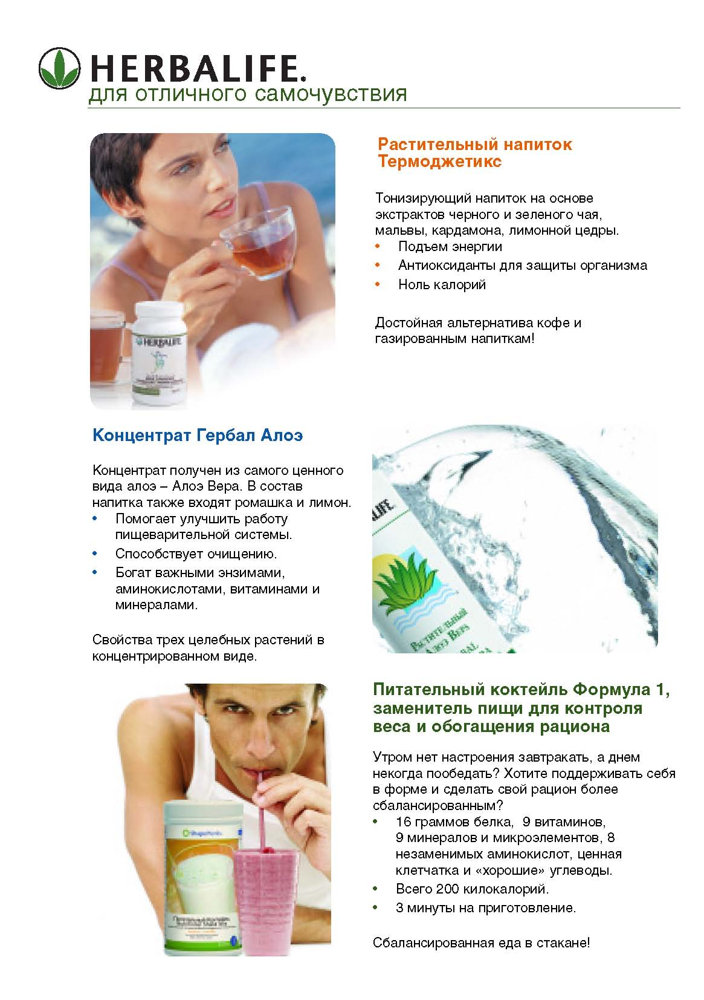 HERBALIFE.
для отличного самочувствия
Растительный напиток
Термоджетикс
Тонизирующий напиток на основе
экстрактов черного и зеленого чая,
мальвы, кардамона, лимонной цедры.
• Подъем энергии
• Антиоксиданты для защиты организма
• Ноль калорий
Достойная альтернатива кофе и
газированным напиткам!
HERBALIFE.
Концентрат Гербал Алоэ
Концентрат получен из самого ценного
вида алоэ – Алоэ Вера. В состав
напитка также входят ромашка и лимон.
• Помогает улучшить работу
пищеварительной системы.
• Способствует очищению.
• Богат важными энзимами,
аминокислотами, витаминами и
минералами.
Свойства трех целебных растений в
концентрированном виде.
LIFE.
Растительный
Алоэ Вера
Питательный коктейль Формула 1,
заменитель пищи для контроля
веса и обогащения рациона
Утром нет настроения завтракать, а днем
некогда пообедать? Хотите поддерживать себя
в форме и сделать свой рацион более
сбалансированным?
• 16 граммов белка,  9 витаминов,
9 минералов и микроэлементов, 8
незаменимых аминокислот, ценная
клетчатка и «хорошие» углеводы.
• Всего 200 килокалорий.
• 3 минуты на приготовление.
Сбалансированная еда в стакане!